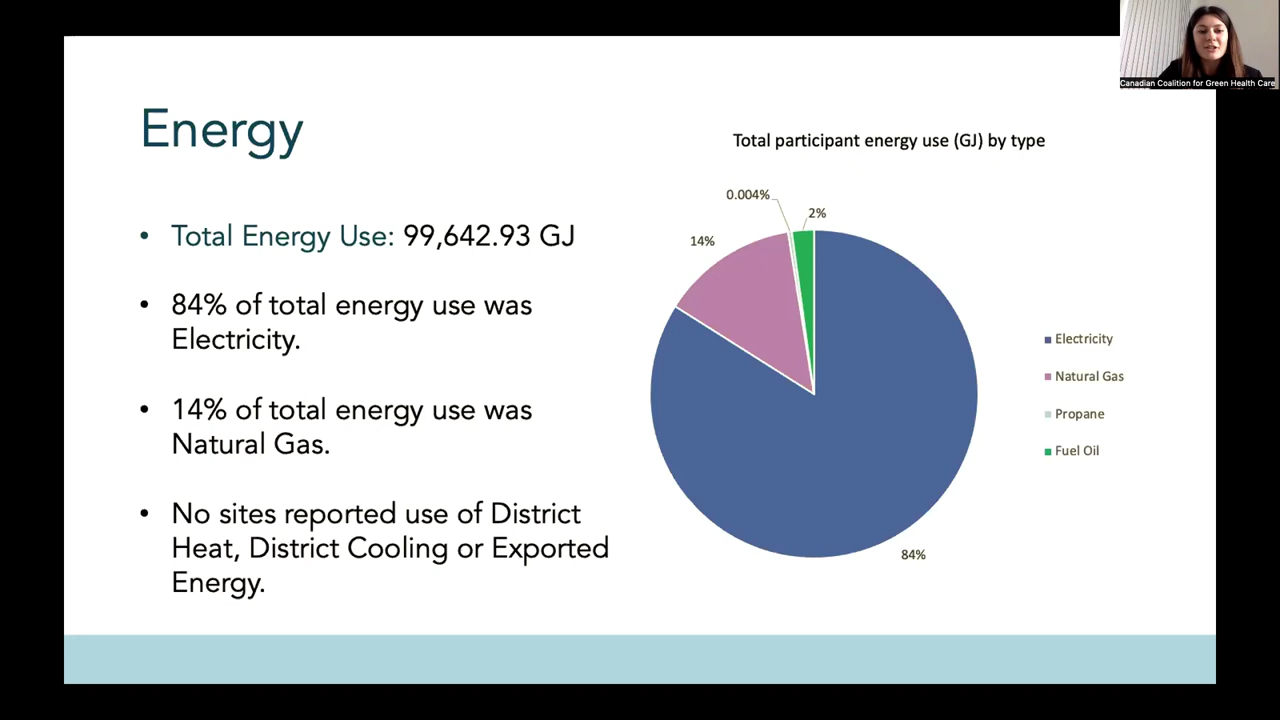 Canadian Coalition for Green Health Care
Energy
• Total Energy Use: 99,642.93 GJ
• 84% of total energy use was
Electricity.
• 14% of total energy use was
Natural Gas.
• No sites reported use of District
Heat, District Cooling or Exported
Energy.
Total participant energy use (GJ) by type
0.004%
2%
14%
84%
Electricity
Natural Gas
Propane
Fuel Oil